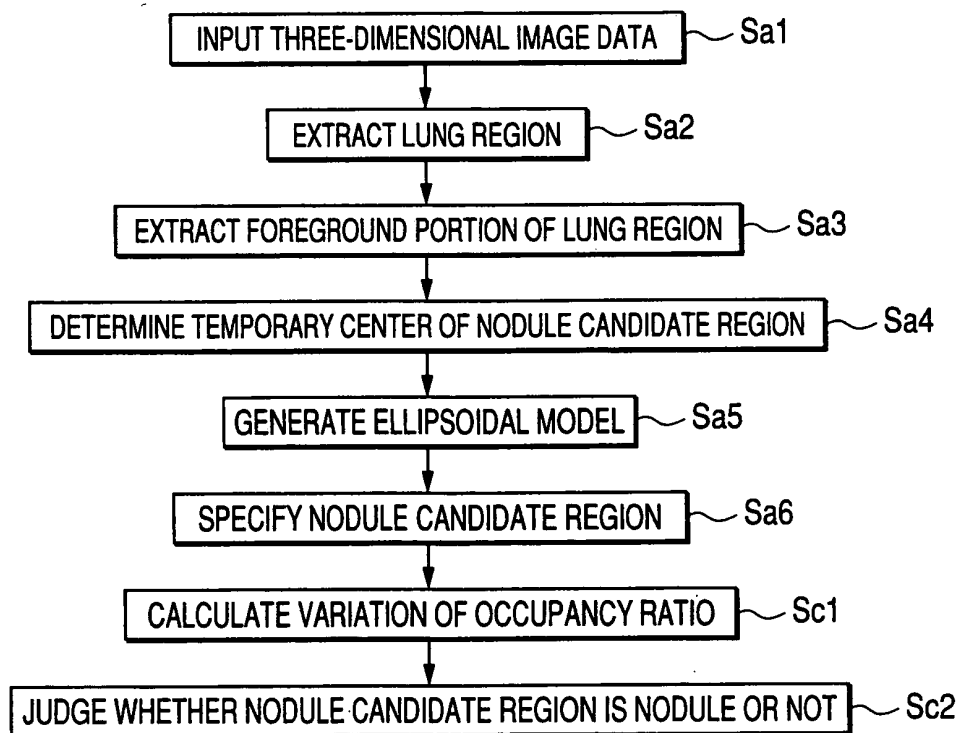 INPUT THREE-DIMENSIONAL IMAGE DATA Sa1
EXTRACT LUNG REGION Sa2
EXTRACT FOREGROUND PORTION OF LUNG REGION Sa3
DETERMINE TEMPORARY CENTER OF NODULE CANDIDATE REGION Sa4
GENERATE ELLIPSOIDAL MODEL Sa5
SPECIFY NODULE CANDIDATE REGION Sa6
CALCULATE VARIATION OF OCCUPANCY RATIO Sc1
JUDGE WHETHER NODULE CANDIDATE REGION IS NODULE OR NOT Sc2